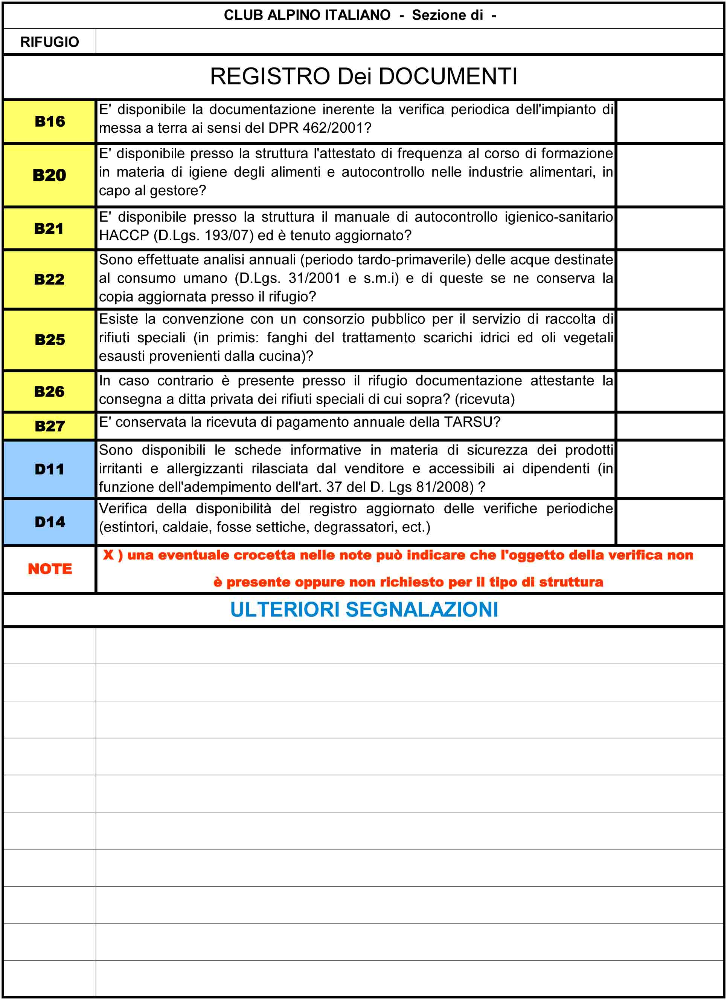 CLUB ALPINO ITALIANO - Sezione di -
RIFUGIO
REGISTRO Dei DOCUMENTI
B16
E' disponibile la documentazione inerente la verifica periodica dell'impianto di
messa a terra ai sensi del DPR 462/2001?
B20
E' disponibile presso la struttura l'attestato di frequenza al corso di formazione
in materia di igiene degli alimenti e autocontrollo nelle industrie alimentari, in
capo al gestore?
B21
E' disponibile presso la struttura il manuale di autocontrollo igienico-sanitario
HACCP (D.Lgs. 193/07) ed è tenuto aggiornato?
B22
Sono effettuate analisi annuali (periodo tardo-primaverile) delle acque destinate
al consumo umano (D.Lgs. 31/2001 e s.m.i) e di queste se ne conserva la
copia aggiornata presso il rifugio?
B25
Esiste la convenzione con un consorzio pubblico per il servizio di raccolta di
rifiuti speciali (in primis: fanghi del trattamento scarichi idrici ed oli vegetali
esausti provenienti dalla cucina)?
B26
In caso contrario è presente presso il rifugio documentazione attestante la
consegna a ditta privata dei rifiuti speciali di cui sopra? (ricevuta)
B27
E' conservata la ricevuta di pagamento annuale della TARSU?
D11
Sono disponibili le schede informative in materia di sicurezza dei prodotti
irritanti e allergizzanti rilasciata dal venditore e accessibili ai dipendenti (in
funzione dell'adempimento dell'art. 37 del D. Lgs 81/2008) ?
D14
Verifica della disponibilità del registro aggiornato delle verifiche periodiche
(estintori, caldaie, fosse settiche, degrassatori, ect.)
NOTE
X ) una eventuale crocetta nelle note può indicare che l'oggetto della verifica non
è presente oppure non richiesto per il tipo di struttura
ULTERIORI SEGNALAZIONI